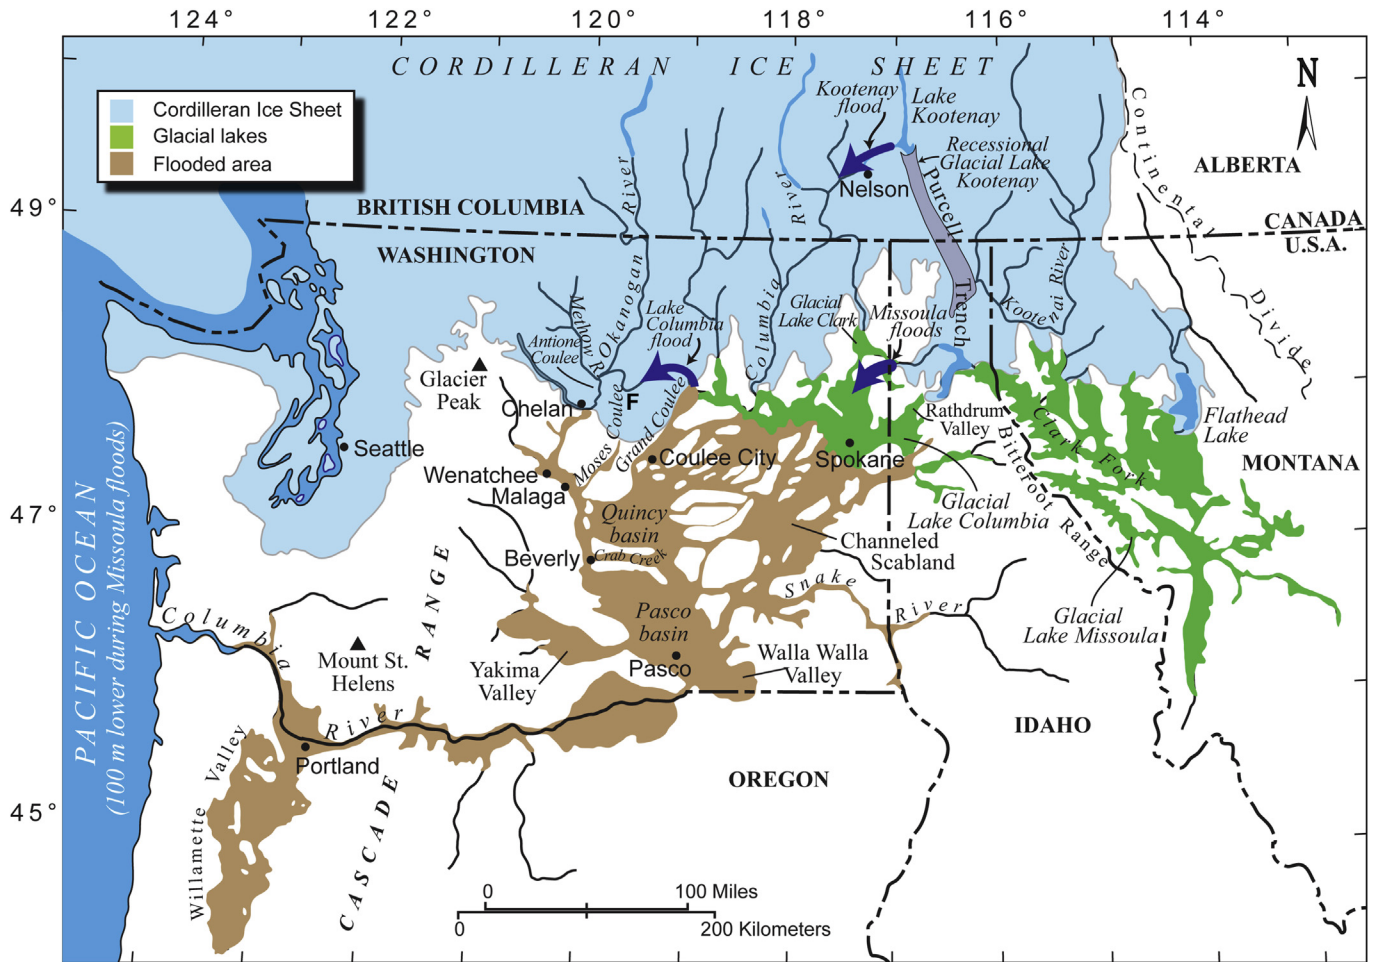 124°
122°
120°
118°
116°
114°
CORDILLERAN ICE SHEET
N
Cordilleran Ice Sheet
Glacial lakes
Flooded area
Kootenay
flood
Lake
Kootenay
Recessional
Glacial Lake
Kootenay
Nelson
Purcell
Trench
Continental
Divide
ALBERTA
49°
BRITISH COLUMBIA
WASHINGTON
CANADA
U.S.A.
River
Okanogan
River
Columbia
Kootenai River
Methow R.
Antione
Coulee
Lake
Columbia
flood
Glacial
Lake Clark
Missoula
floods
Glacier
Peak
Chelan
F
Moses Coulee
Grand Coulee
Rathdrum
Valley
Clark Fork
Flathead
Lake
Seattle
Coulee City
Spokane
Bitteroot Range
MONTANA
Wenatchee
Malaga
Glacial
Lake Columbia
47°
Quincy
basin
Channeled
Scabland
Beverly
Crab Creek
PACIFIC OCEAN
(100 m lower during Missoula floods)
Snake
River
Pasco
basin
Glacial
Lake Missoula
Columbia
River
Mount St.
Helens
CASCADE
RANGE
Yakima
Valley
Pasco
Walla Walla
Valley
IDAHO
Portland
OREGON
Willamette
Valley
45°
0
100 Miles
0
200 Kilometers